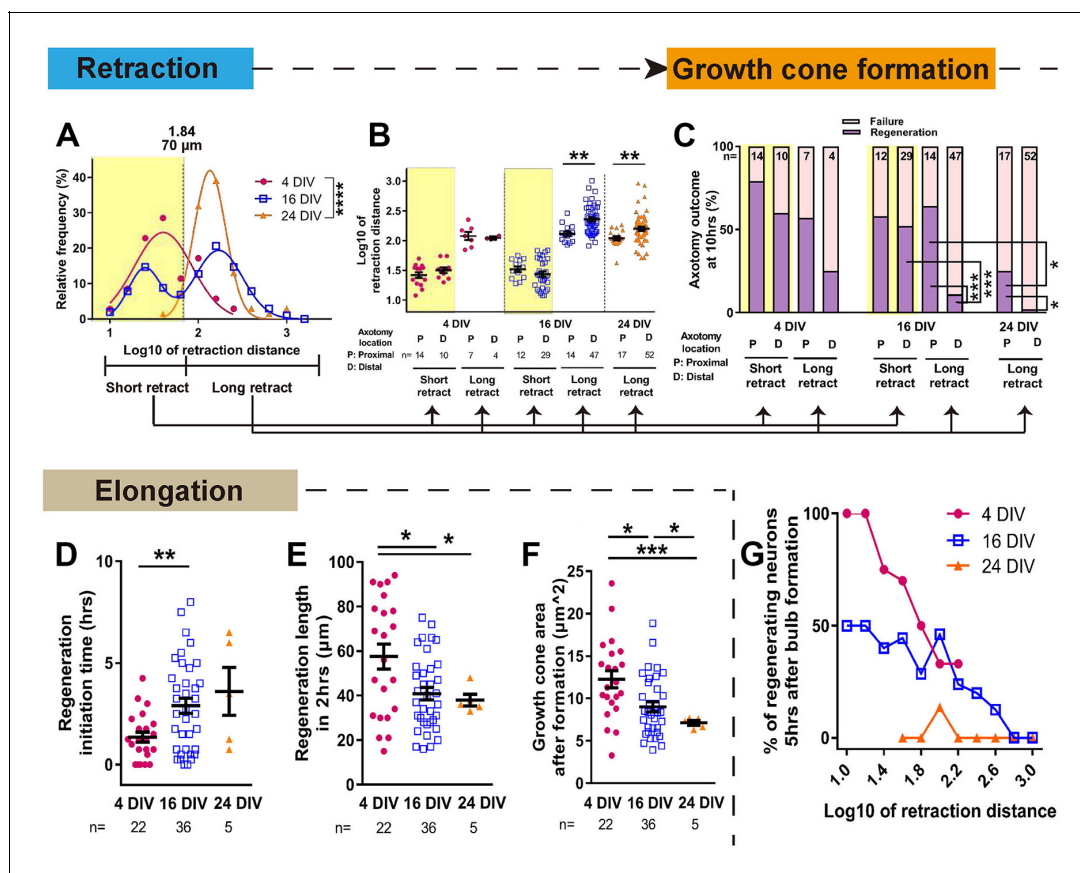 Retraction
Growth cone formation
A
1.84
70 μm
Relative frequency (%)
40
30
20
10
0
1
2
3
4 DIV
16 DIV
24 DIV
****
Log10 of retraction distance
Short retract
Long retract
B
Log10 of
retraction distance
3.0
2.5
2.0
1.5
1.0
**
**
4 DIV
16 DIV
24 DIV
Axotomy
location
P D P D P D P D P D
P: Proximal
D: Distal
n= 14 10 7 4 12 29 14 47 17 52
Short
retract
Long
retract
Short
retract
Long
retract
Long
retract
C
Failure
Regeneration
Axotomy outcome
at 10hrs (%)
100
80
60
40
20
0
n= 14 10 7 4 12 29 14 47 17 52
***
***
*
*
4 DIV
16 DIV
24 DIV
Axotomy
location
P D P D P D P D P D
P: Proximal
D: Distal
Short
retract
Long
retract
Short
retract
Long
retract
Long
retract
Elongation
D
Regeneration
initiation time (hrs)
10
5
0
**
4 DIV 16 DIV 24 DIV
n= 22 36 5
E
Regeneration length
in 2hrs (μm)
100
80
60
40
20
0
*
*
4 DIV 16 DIV 24 DIV
n= 22 36 5
F
Growth cone area
after formation (μm^2)
25
20
15
10
5
0
*
*
***
4 DIV 16 DIV 24 DIV
n= 22 36 5
G
% of regenerating neurons
5hrs after bulb formation
100
50
0
4 DIV
16 DIV
24 DIV
1.0 1.4 1.8 2.2 2.6 3.0
Log10 of retraction distance